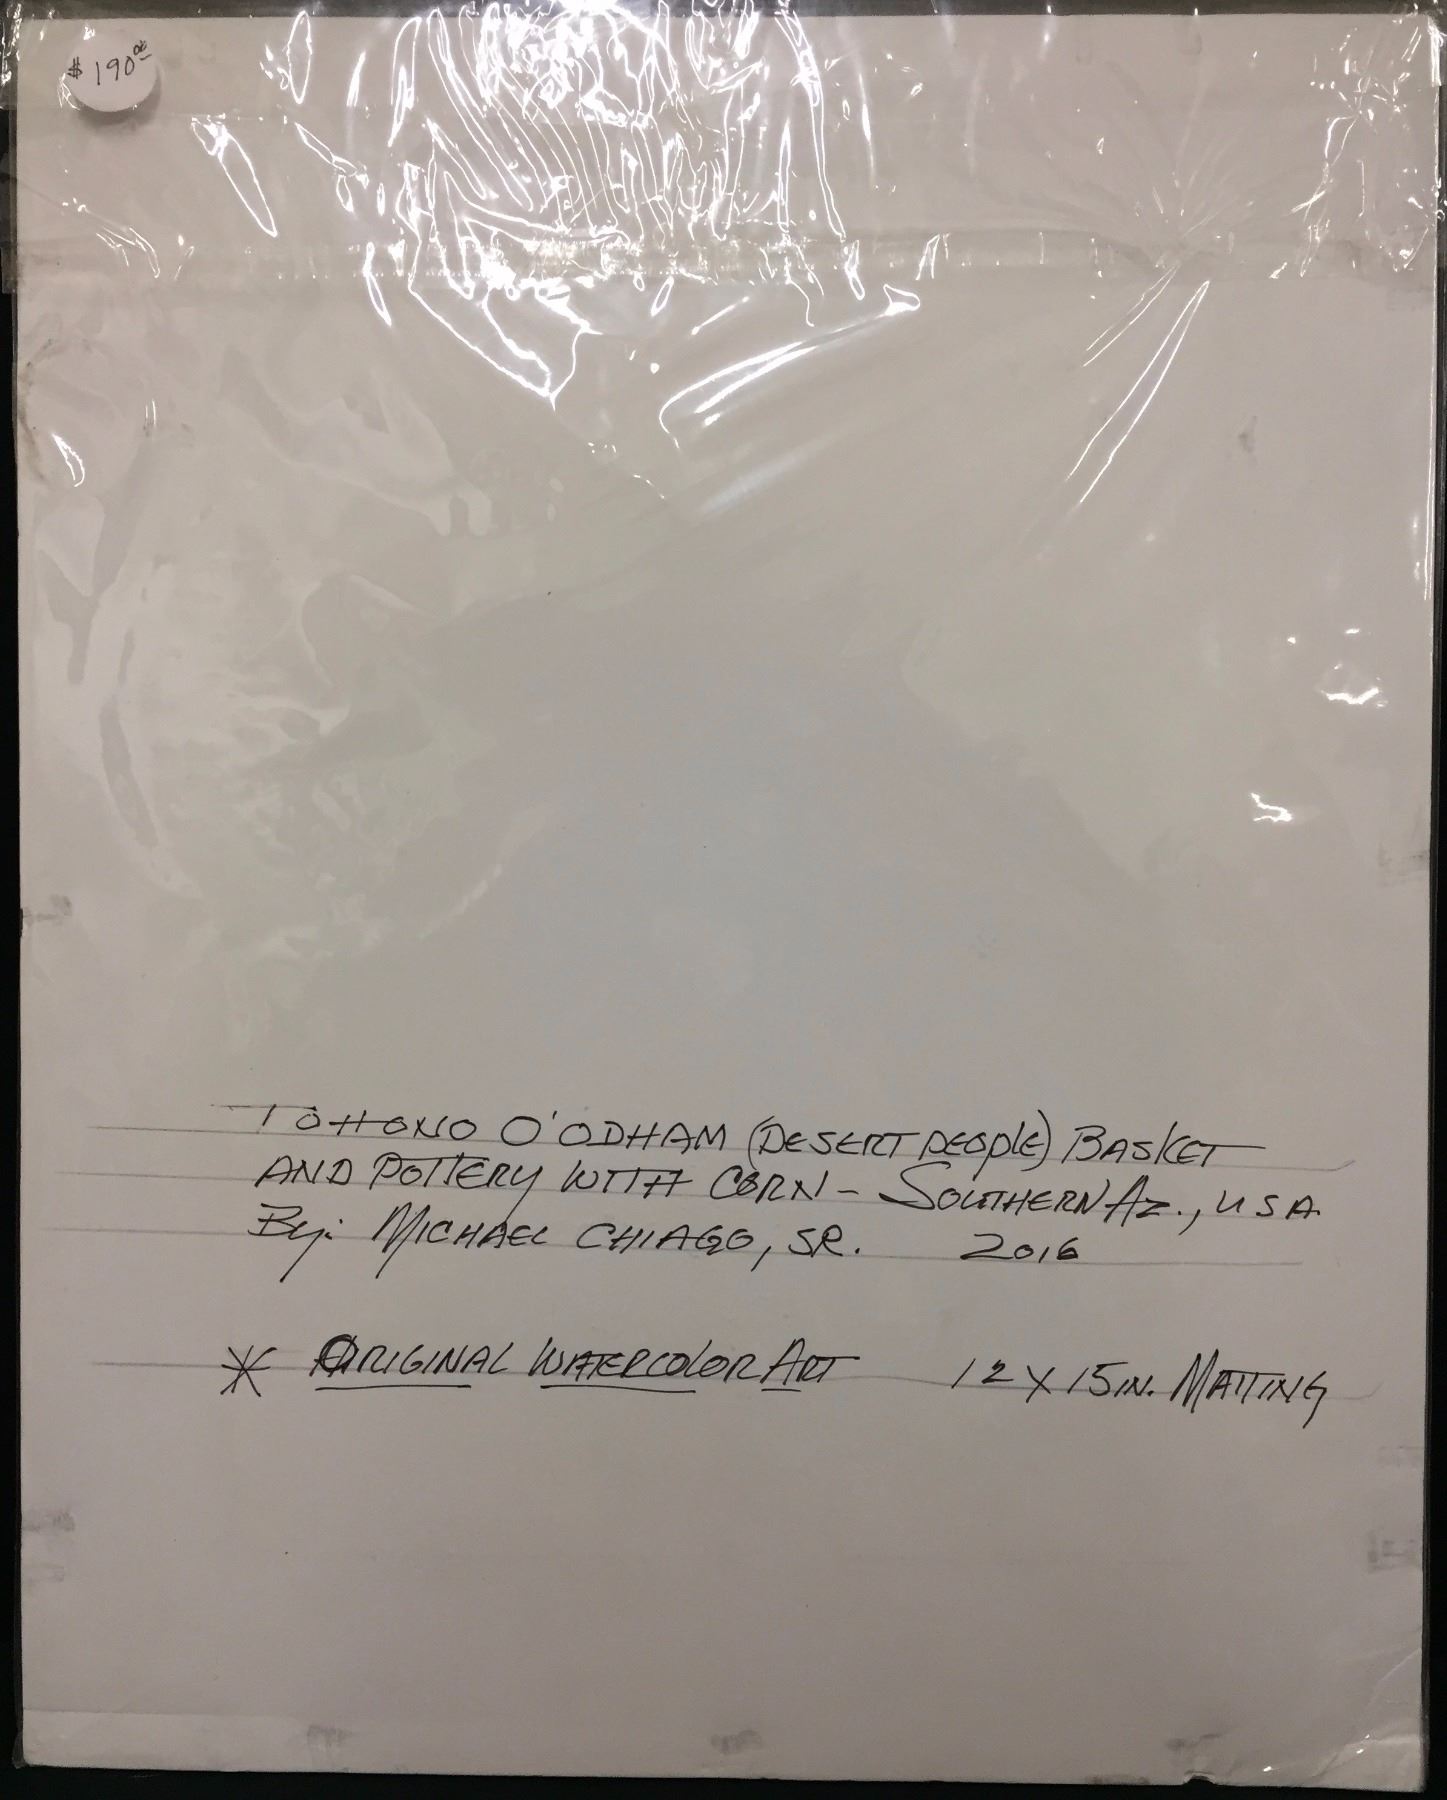 $190.00
TOHONO O'ODHAM (DESERT PEOPLE) BASKET
AND POTTERY WITH CORN - SOUTHERN AZ., USA
By: MICHAEL CHIAGO, SR. 2016
* ORIGINAL WATERCOLOR ART 12 X 15 IN. MATTING